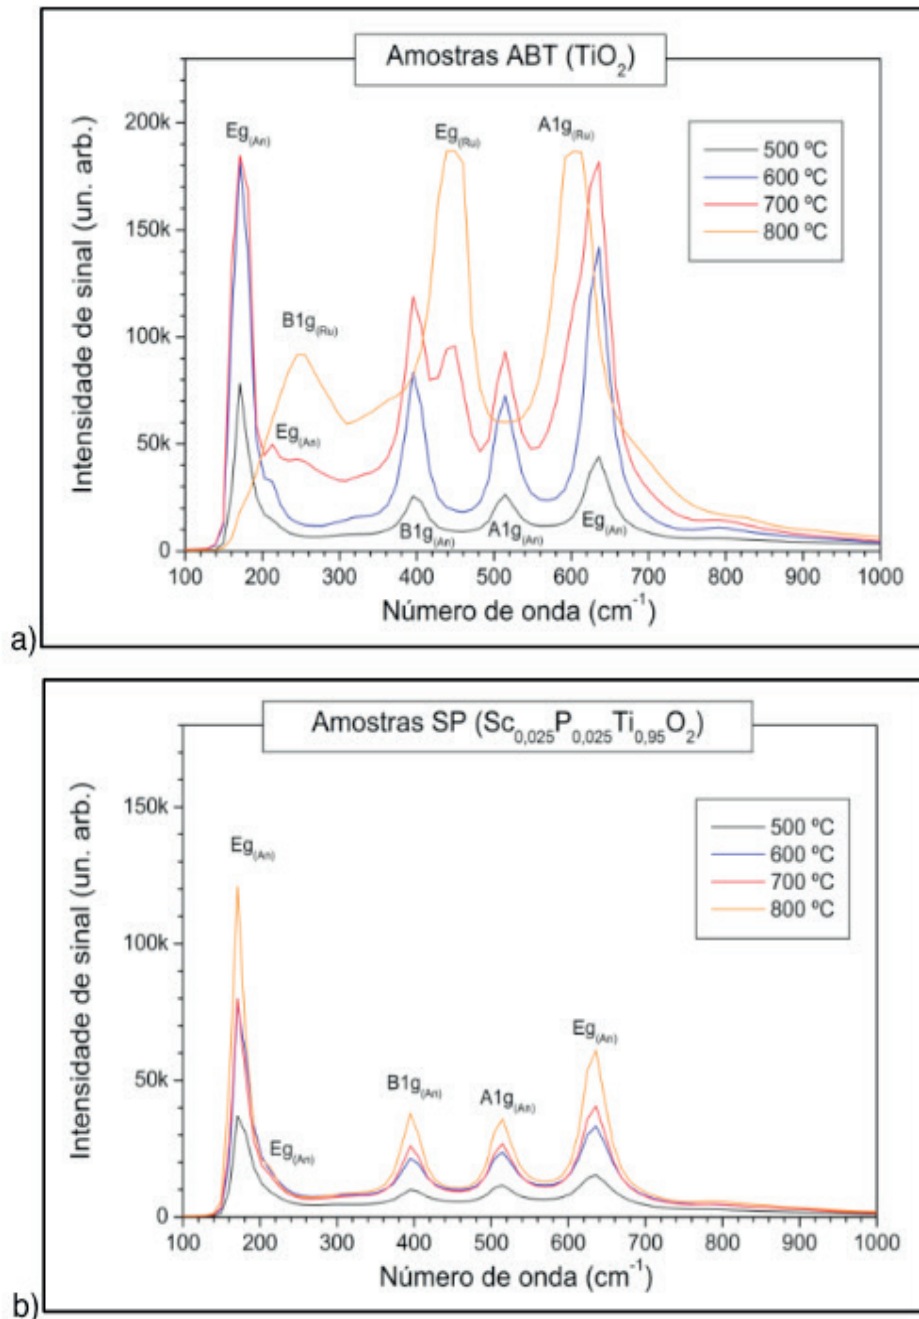 Amostras ABT (TiO₂)
Intensidade de sinal (un. arb.)
200k
150k
100k
50k
0
Eg(An)
B1g(Ru)
Eg(An)
Eg(Ru)
A1g(Ru)
B1g(An)
A1g(An)
Eg(An)
500 ºC
600 ºC
700 ºC
800 ºC
100 200 300 400 500 600 700 800 900 1000
Número de onda (cm⁻¹)
a)
Amostras SP (Sc₀,₀₂₅P₀,₀₂₅Ti₀,₉₅O₂)
Intensidade de sinal (un. arb.)
150k
100k
50k
0
Eg(An)
Eg(An)
B1g(An)
A1g(An)
Eg(An)
500 ºC
600 ºC
700 ºC
800 ºC
100 200 300 400 500 600 700 800 900 1000
Número de onda (cm⁻¹)
b)